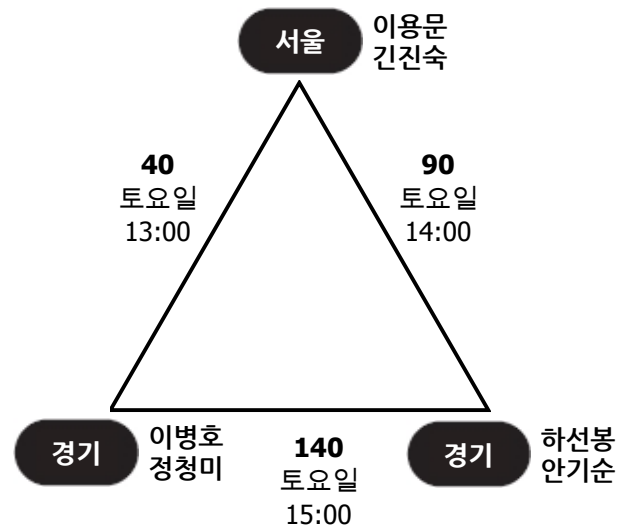 서울
이용문
긴진숙
40
토요일
13:00
90
토요일
14:00
경기
이병호
정청미
140
토요일
15:00
경기
하선봉
안기순